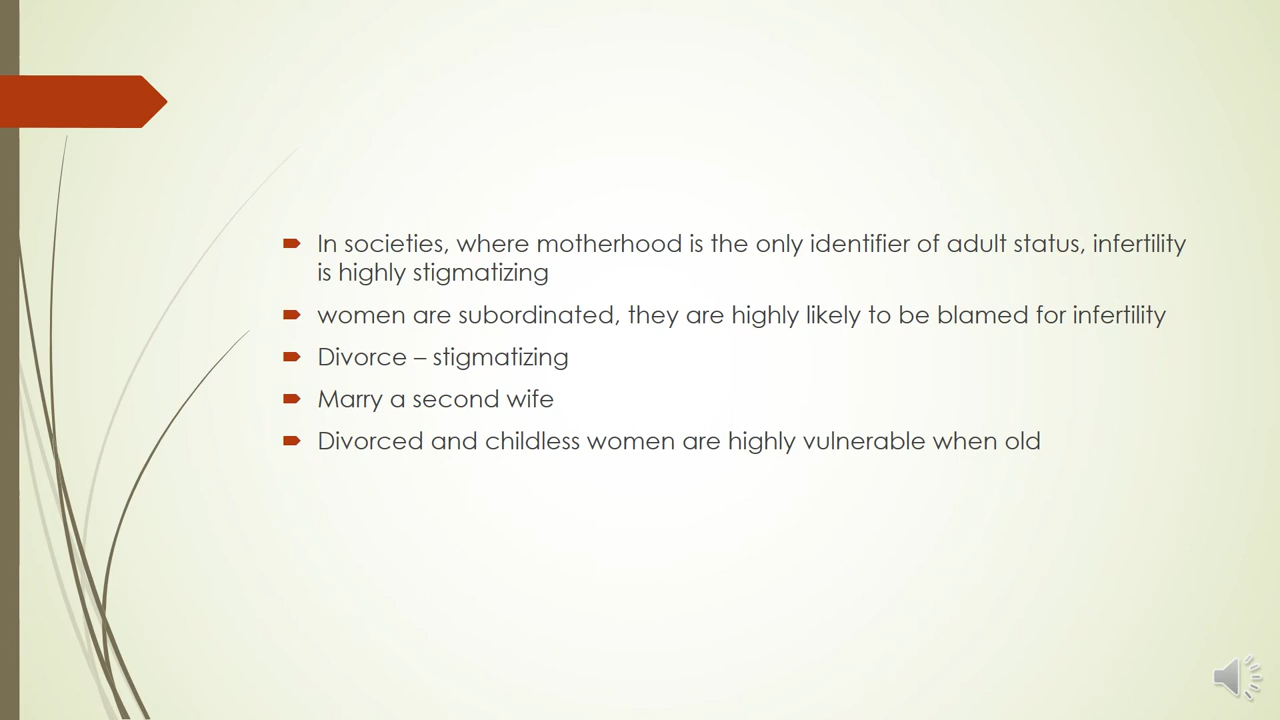 In societies, where motherhood is the only identifier of adult status, infertility
is highly stigmatizing
women are subordinated, they are highly likely to be blamed for infertility
Divorce – stigmatizing
Marry a second wife
Divorced and childless women are highly vulnerable when old